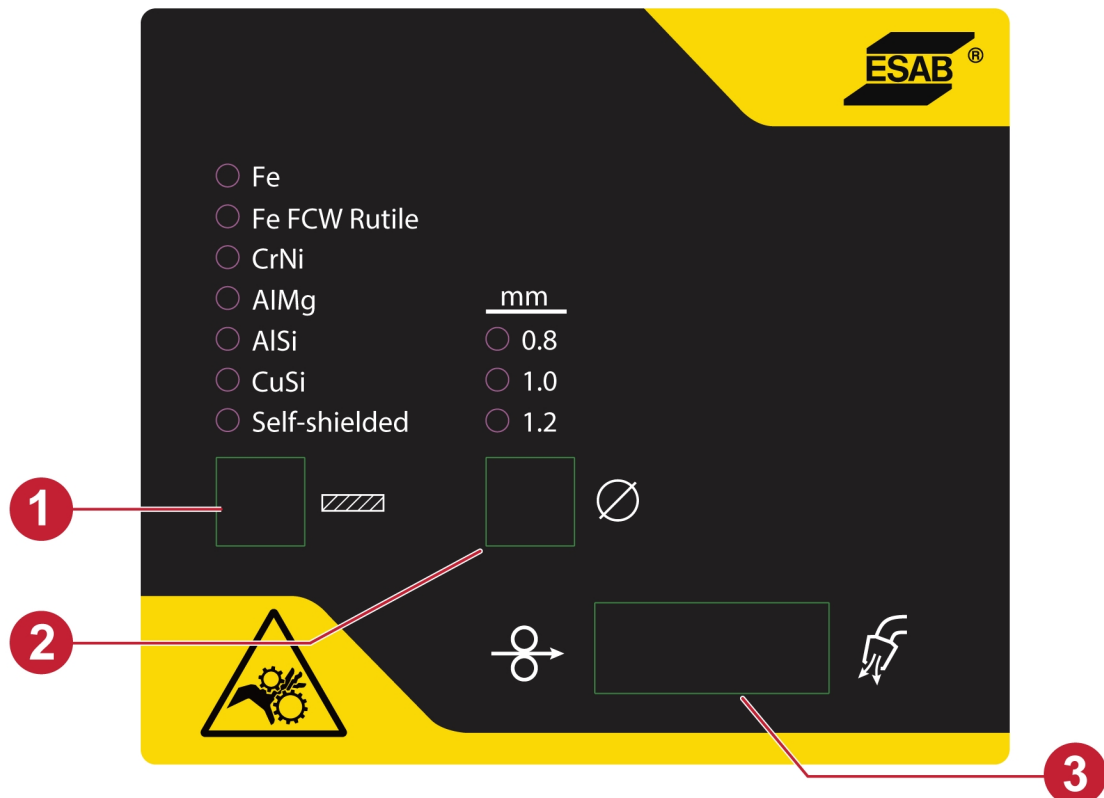 ESAB ®
Fe
Fe FCW Rutile
CrNi
AlMg
AlSi
CuSi
Self-shielded
mm
0.8
1.0
1.2
1
2
3